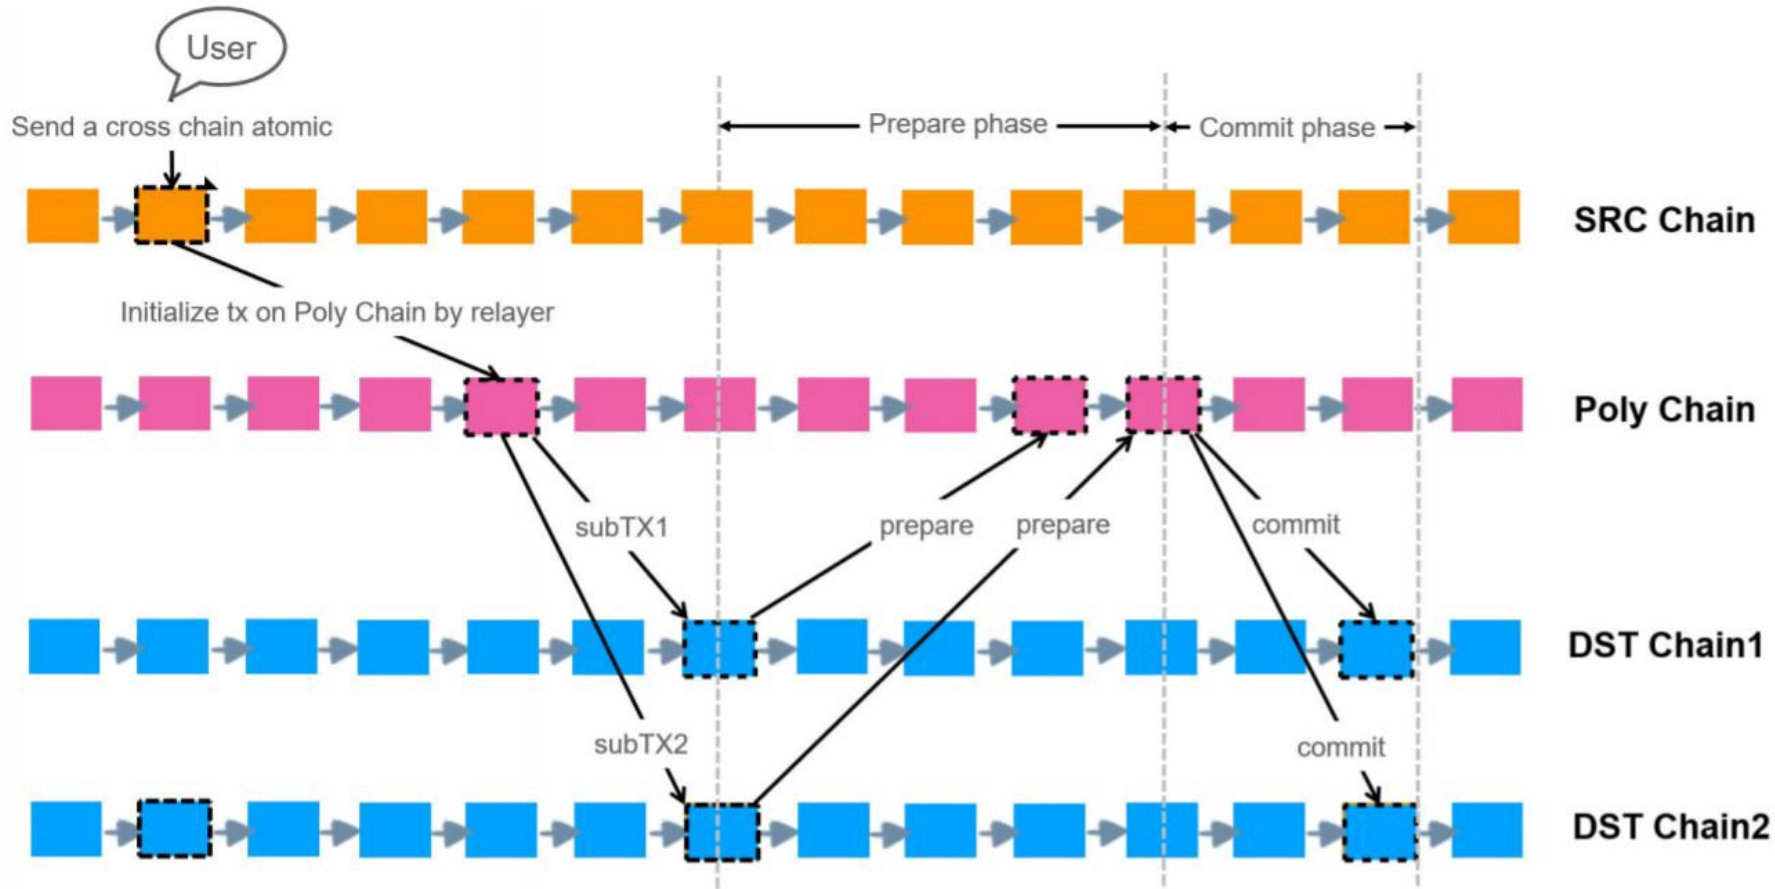 User
Send a cross chain atomic
Prepare phase
Commit phase
SRC Chain
Initialize tx on Poly Chain by relayer
Poly Chain
subTX1
prepare
prepare
commit
DST Chain1
subTX2
commit
DST Chain2